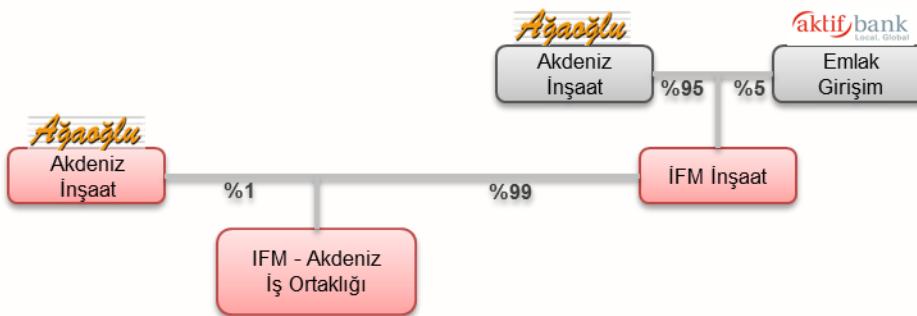 Ağaoğlu
aktif bank
Local. Global
Akdeniz
İnşaat
Emlak
Girişim
%95
%5
Ağaoğlu
Akdeniz
İnşaat
İFM İnşaat
%1
%99
IFM - Akdeniz
İş Ortaklığı